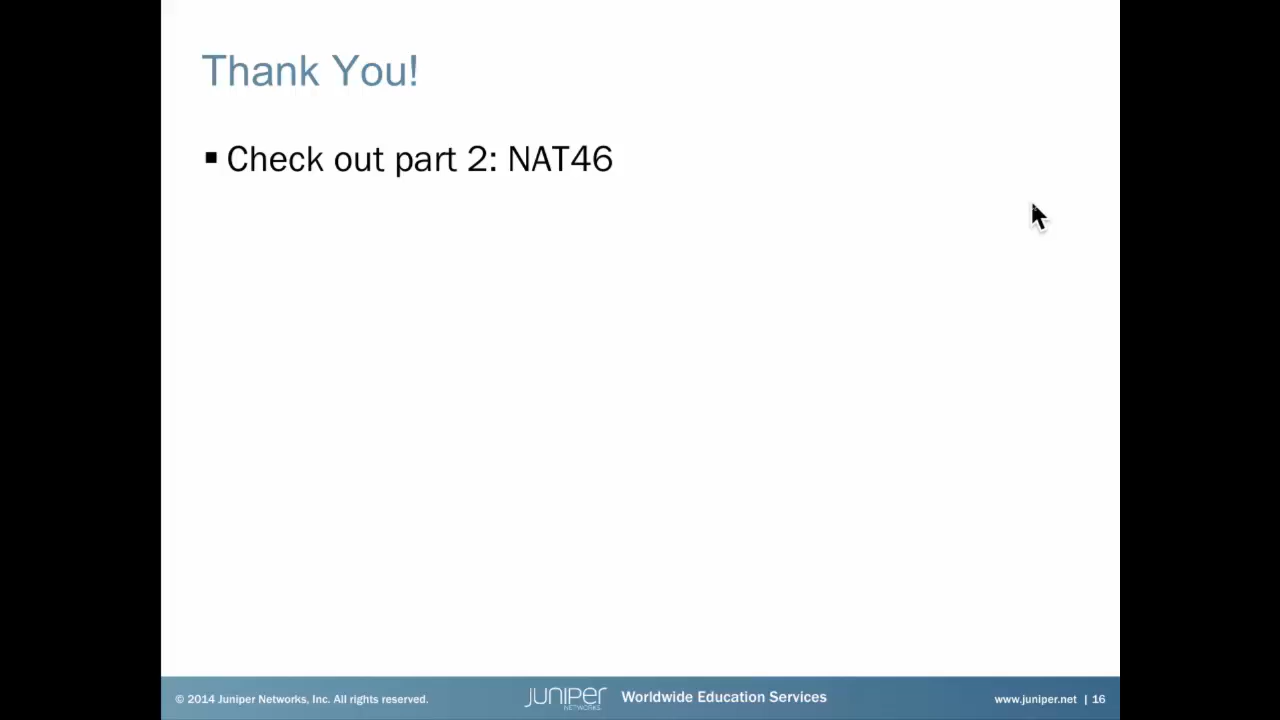 Thank You!
▪ Check out part 2: NAT46
© 2014 Juniper Networks, Inc. All rights reserved.
JUNIPER
NETWORKS
Worldwide Education Services
www.juniper.net | 16